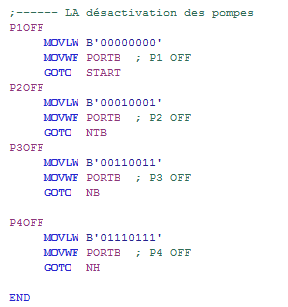 ;------ LA désactivation des pompes
P1OFF
MOVLW B'00000000'
MOVWF PORTB ; P1 OFF
GOTO START
P2OFF
MOVLW B'00010001'
MOVWF PORTB ; P2 OFF
GOTO NTB
P3OFF
MOVLW B'00110011'
MOVWF PORTB ; P3 OFF
GOTO NB
P4OFF
MOVLW B'01110111'
MOVWF PORTB ; P4 OFF
GOTO NH
END